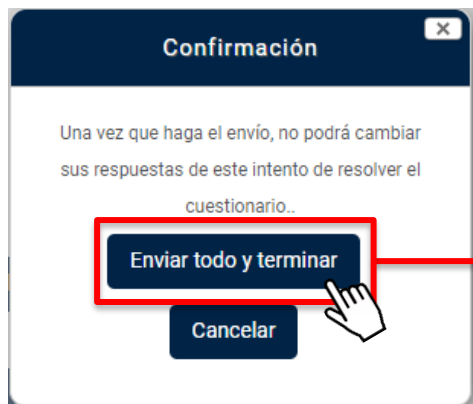 Confirmación
Una vez que haga el envío, no podrá cambiar
sus respuestas de este intento de resolver el
cuestionario..
Enviar todo y terminar
Cancelar